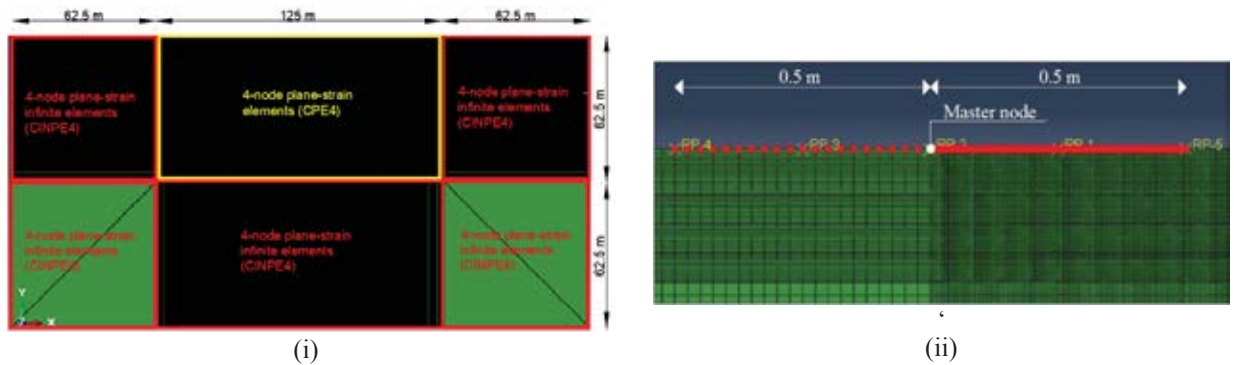 62.5 m
125 m
62.5 m
4-node plane-strain
infinite elements
(CINPE4)
4-node plane-strain
elements (CPE4)
4-node plane-strain
infinite elements
(CINPE4)
62.5 m
4-node plane-strain
infinite elements
(CINPE4)
4-node plane-strain
infinite elements
(CINPE4)
4-node plane-strain
infinite elements
(CINPE4)
62.5 m
Y
Z
X
(i)
0.5 m
0.5 m
Master node
RP-4
RP-3
RP-2
RP-1
RP-5
‘
(ii)